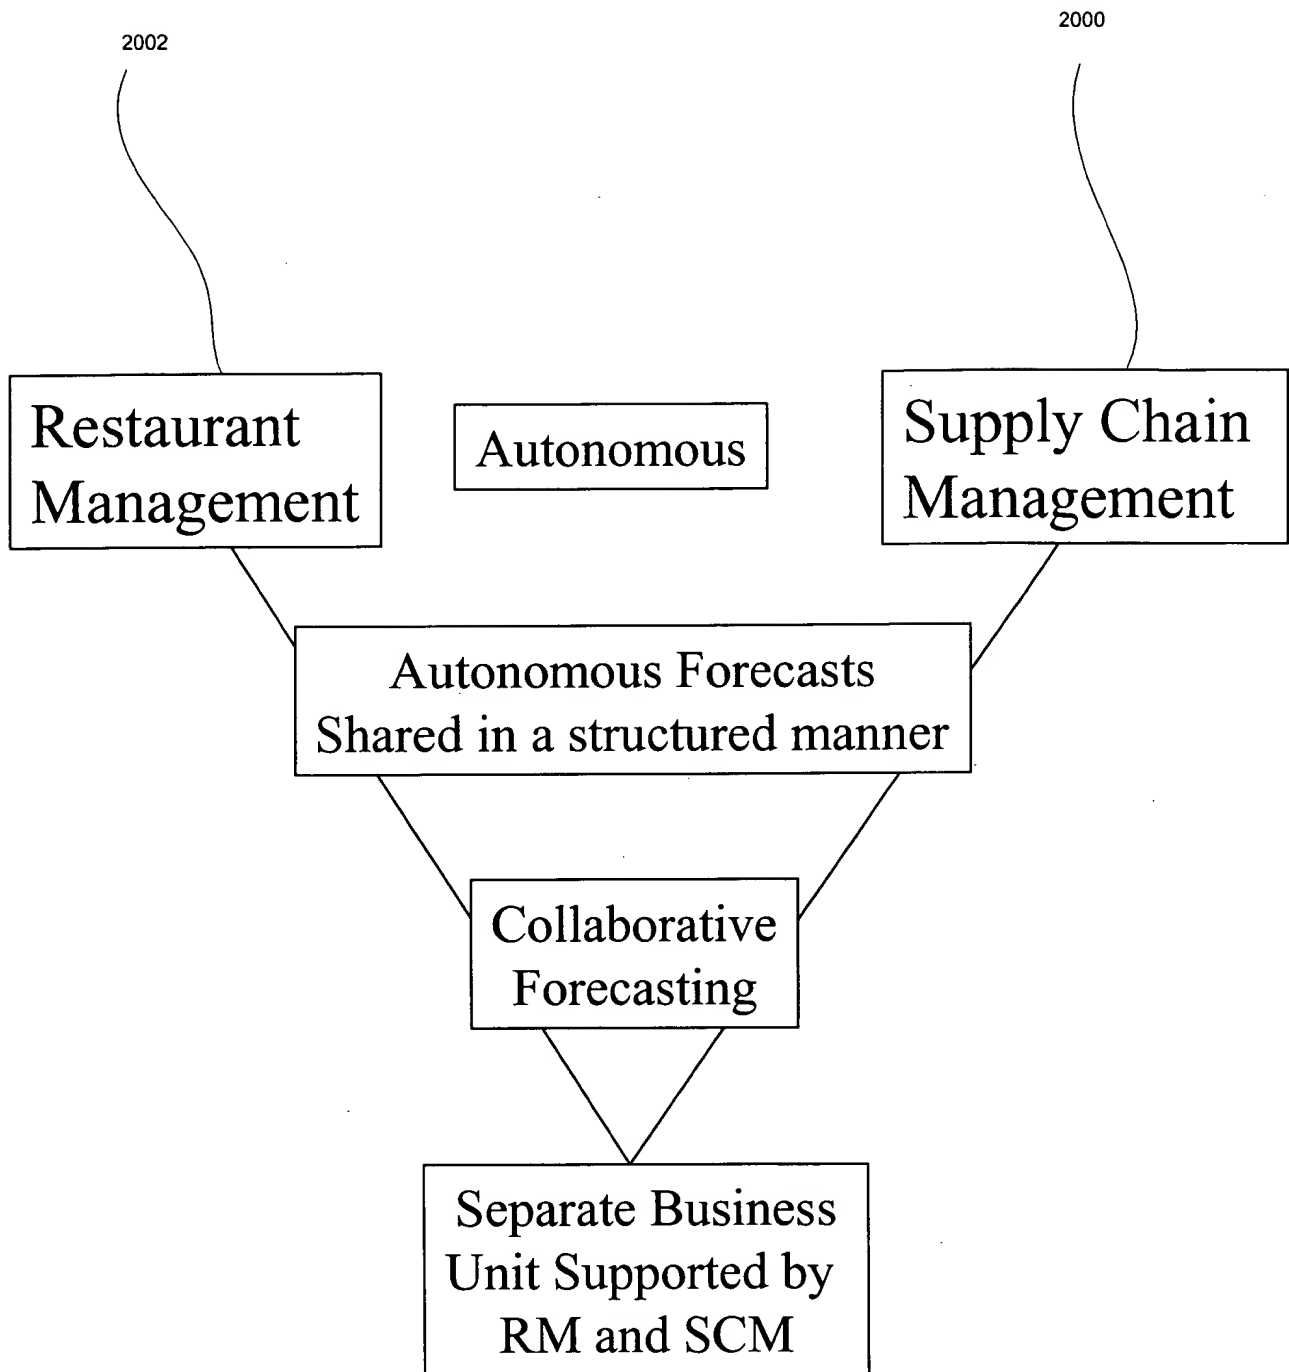 2002
2000
Restaurant
Management
Autonomous
Supply Chain
Management
Autonomous Forecasts
Shared in a structured manner
Collaborative
Forecasting
Separate Business
Unit Supported by
RM and SCM